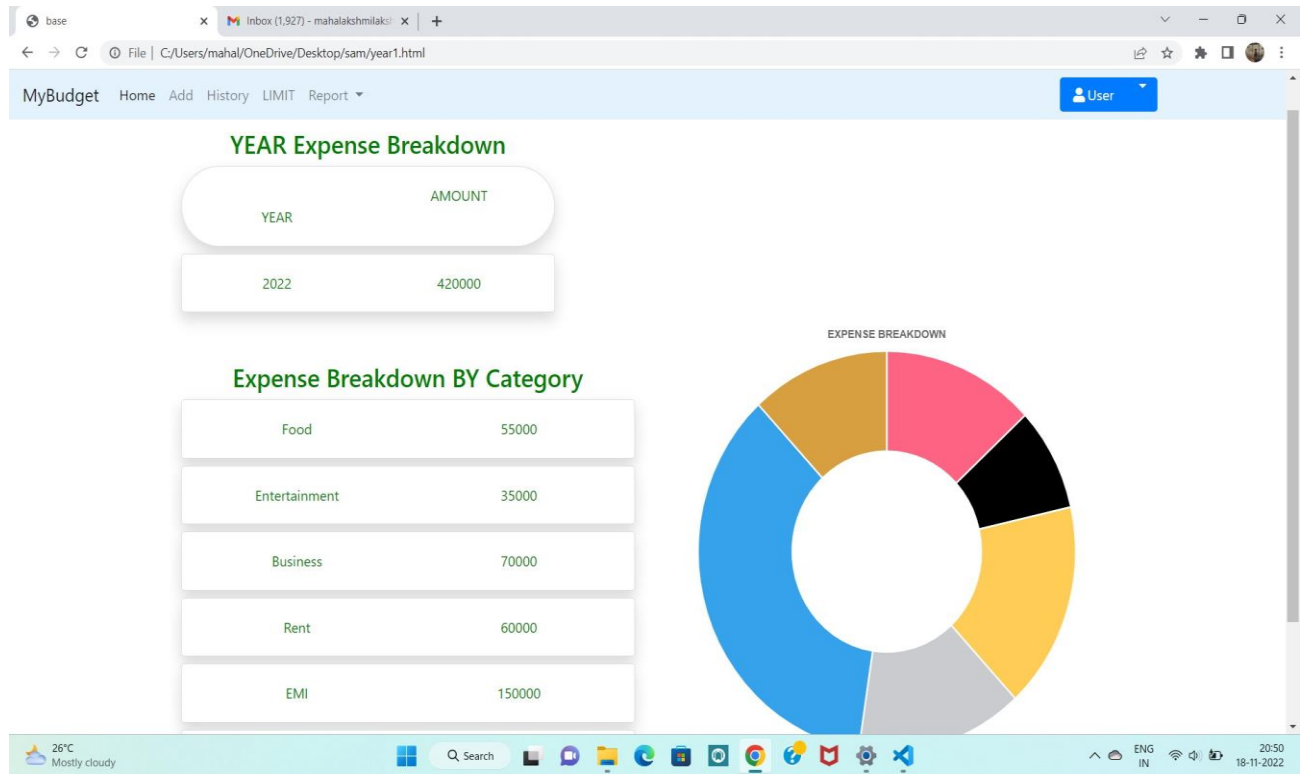 base
Inbox (1,927) - mahalakshmilaksh
File | C:/Users/mahal/OneDrive/Desktop/sam/year1.html
MyBudget Home Add History LIMIT Report
User
YEAR Expense Breakdown
AMOUNT
YEAR
2022 420000
EXPENSE BREAKDOWN
Expense Breakdown BY Category
Food 55000
Entertainment 35000
Business 70000
Rent 60000
EMI 150000
26°C
Mostly cloudy
Search
ENG
IN
20:50
18-11-2022